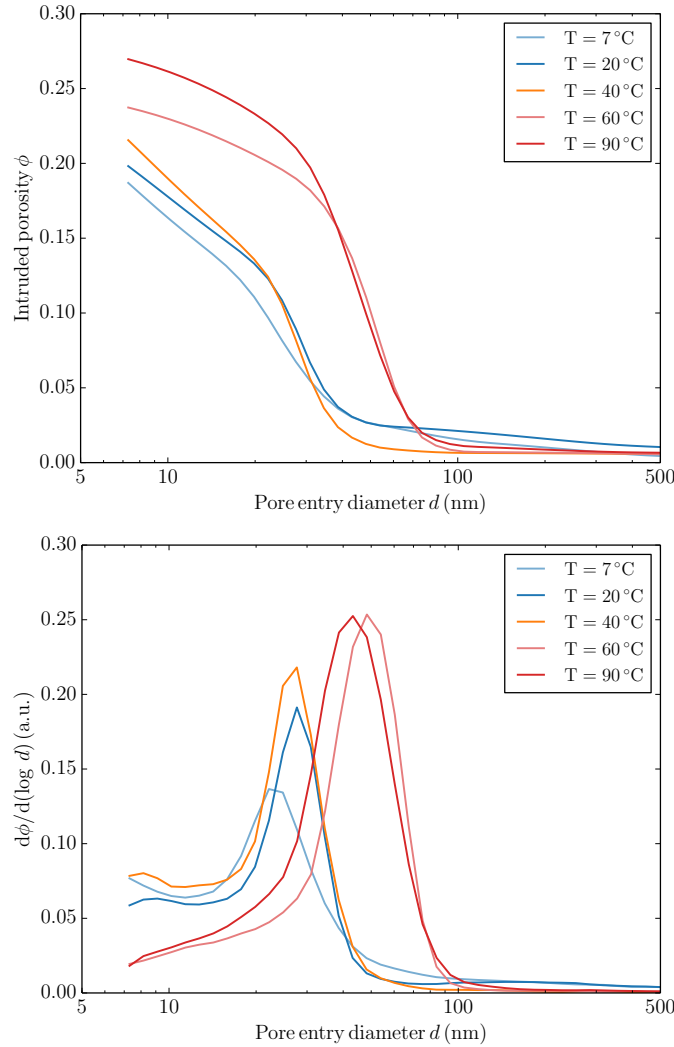 0.30
0.25
0.20
0.15
0.10
0.05
0.00
Intruded porosity ϕ
T = 7 °C
T = 20 °C
T = 40 °C
T = 60 °C
T = 90 °C
5 10 100 500
Pore entry diameter d (nm)
0.30
0.25
0.20
0.15
0.10
0.05
0.00
dϕ/d(log d) (a.u.)
T = 7 °C
T = 20 °C
T = 40 °C
T = 60 °C
T = 90 °C
5 10 100 500
Pore entry diameter d (nm)